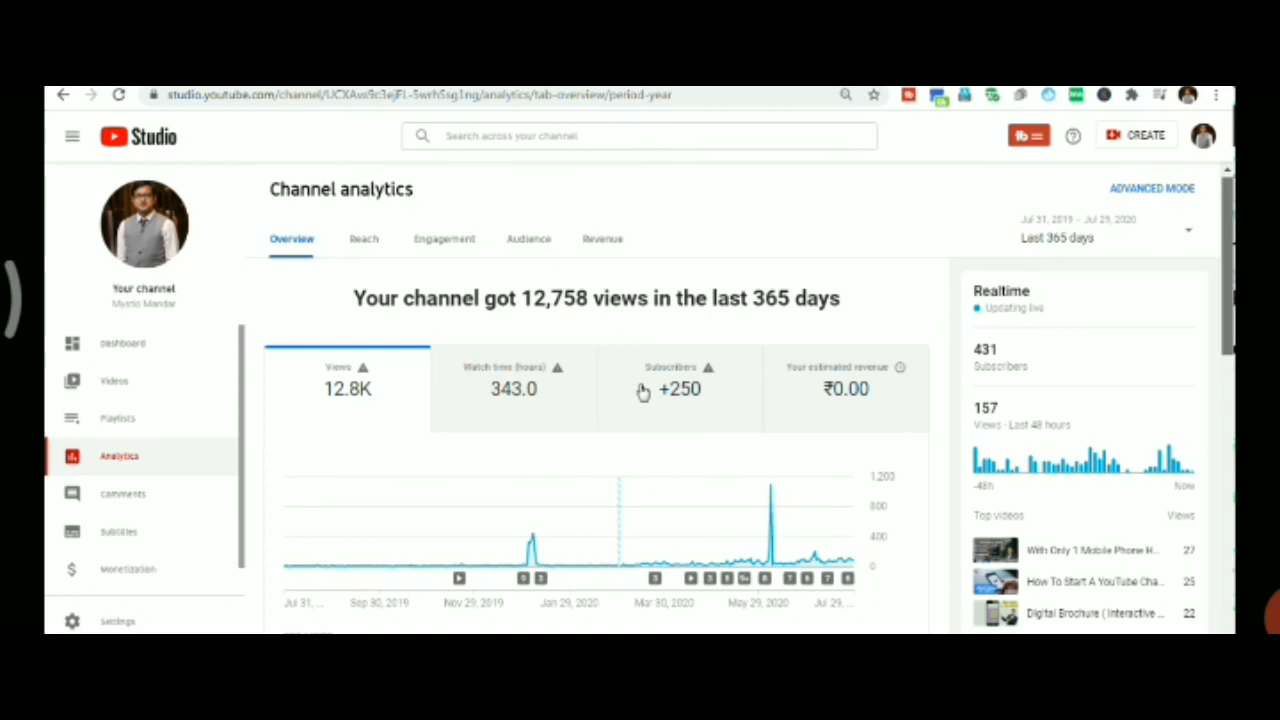 studio.youtube.com/channel/UCXAvs9c3ejFL-5wrhSsg1ng/analytics/tab-overview/period-year
Studio
Search across your channel
CREATE
Channel analytics
ADVANCED MODE
Jul 31, 2019 – Jul 29, 2020
Last 365 days
Overview
Reach
Engagement
Audience
Revenue
Your channel
Mystic Mandar
Dashboard
Videos
Playlists
Analytics
Comments
Subtitles
Monetization
Settings
Your channel got 12,758 views in the last 365 days
Views
12.8K
Watch time (hours)
343.0
Subscribers
+250
Your estimated revenue
₹0.00
1,200
800
400
0
Jul 31, ...
Sep 30, 2019
Nov 29, 2019
Jan 29, 2020
Mar 30, 2020
May 29, 2020
Jul 29, ...
Realtime
Updating live
431
Subscribers
157
Views · Last 48 hours
-48h
Now
Top videos
Views
With Only 1 Mobile Phone H...
27
How To Start A YouTube Cha...
25
Digital Brochure ( Interactive ...
22